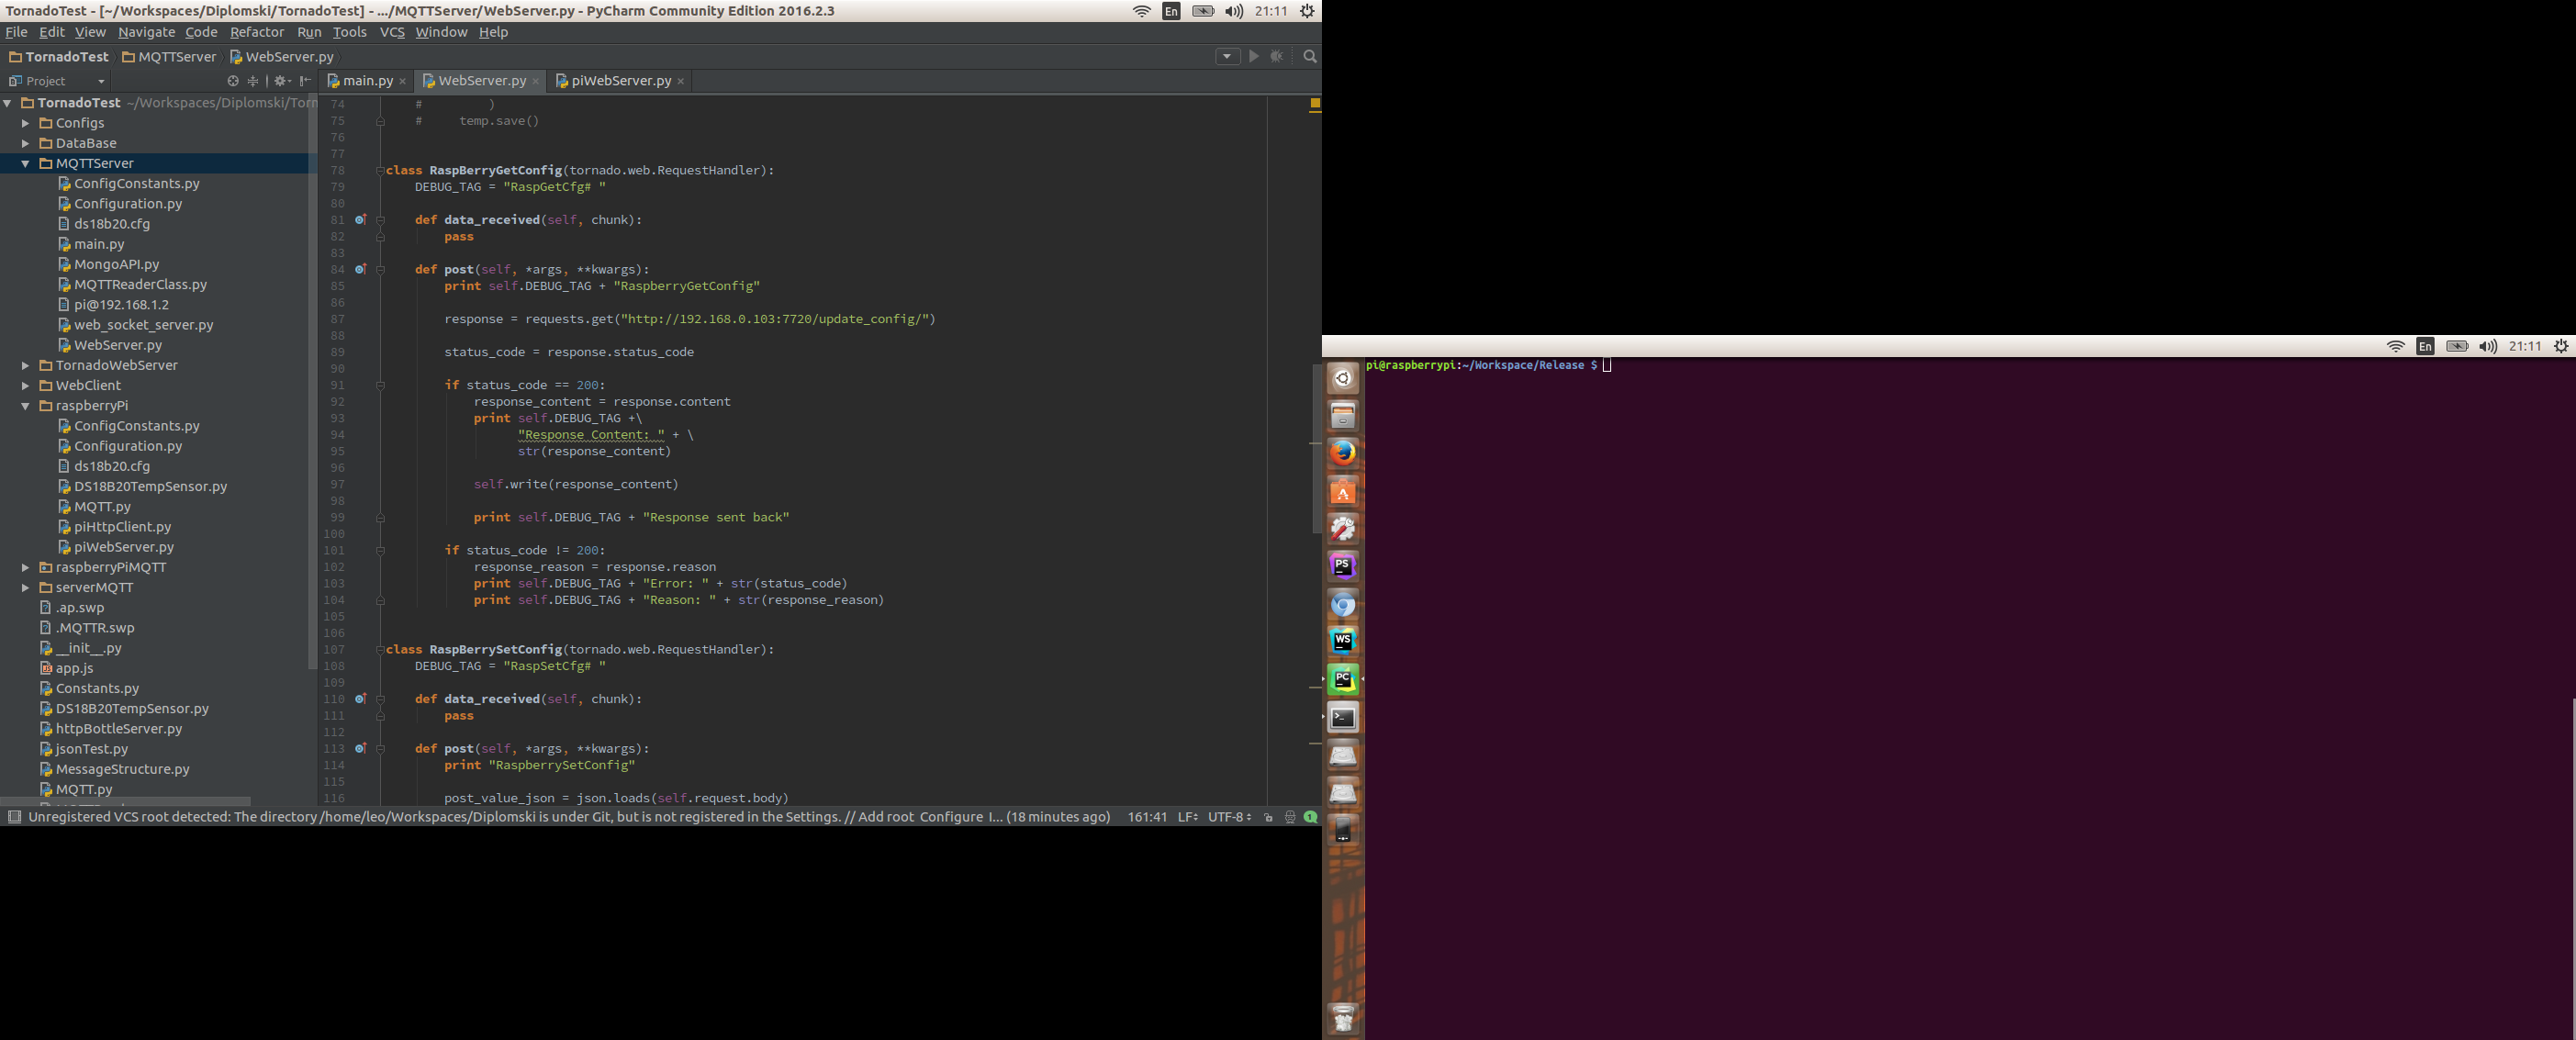 TornadoTest - [~/Workspaces/Diplomski/TornadoTest] - .../MQTTServer/WebServer.py - PyCharm Community Edition 2016.2.3
En
21:11
File Edit View Navigate Code Refactor Run Tools VCS Window Help
TornadoTest MQTTServer WebServer.py
Project
main.py WebServer.py piWebServer.py
TornadoTest ~/Workspaces/Diplomski/Torn
Configs
DataBase
MQTTServer
ConfigConstants.py
Configuration.py
ds18b20.cfg
main.py
MongoAPI.py
MQTTReaderClass.py
pi@192.168.1.2
web_socket_server.py
WebServer.py
TornadoWebServer
WebClient
raspberryPi
ConfigConstants.py
Configuration.py
ds18b20.cfg
DS18B20TempSensor.py
MQTT.py
piHttpClient.py
piWebServer.py
raspberryPiMQTT
serverMQTT
.ap.swp
.MQTTR.swp
__init__.py
app.js
Constants.py
DS18B20TempSensor.py
httpBottleServer.py
jsonTest.py
MessageStructure.py
MQTT.py
74 # )
75 # temp.save()
76
77
78 class RaspBerryGetConfig(tornado.web.RequestHandler):
79 DEBUG_TAG = "RaspGetCfg# "
80
81 def data_received(self, chunk):
82 pass
83
84 def post(self, *args, **kwargs):
85 print self.DEBUG_TAG + "RaspberryGetConfig"
86
87 response = requests.get("http://192.168.0.103:7720/update_config/")
88
89 status_code = response.status_code
90
91 if status_code == 200:
92 response_content = response.content
93 print self.DEBUG_TAG +\
94 "Response Content: " + \
95 str(response_content)
96
97 self.write(response_content)
98
99 print self.DEBUG_TAG + "Response sent back"
100
101 if status_code != 200:
102 response_reason = response.reason
103 print self.DEBUG_TAG + "Error: " + str(status_code)
104 print self.DEBUG_TAG + "Reason: " + str(response_reason)
105
106
107 class RaspBerrySetConfig(tornado.web.RequestHandler):
108 DEBUG_TAG = "RaspSetCfg# "
109
110 def data_received(self, chunk):
111 pass
112
113 def post(self, *args, **kwargs):
114 print "RaspberrySetConfig"
115
116 post_value_json = json.loads(self.request.body)
Unregistered VCS root detected: The directory /home/leo/Workspaces/Diplomski is under Git, but is not registered in the Settings. // Add root Configure I... (18 minutes ago) 161:41 LF UTF-8 1
En
21:11
pi@raspberrypi:~/Workspace/Release $
PS
WS
PC